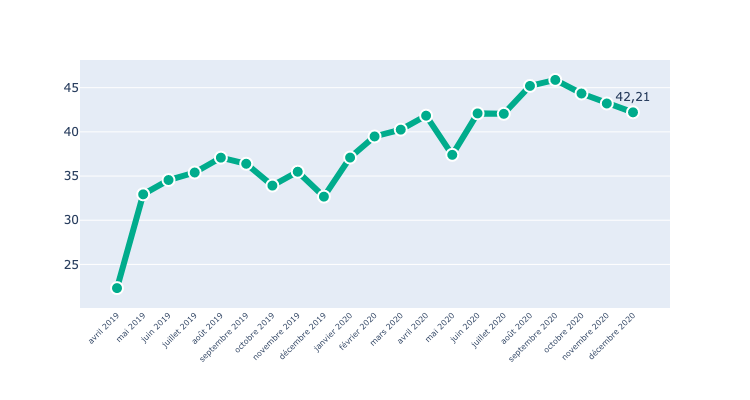 45
40
35
30
25
42,21
avril 2019
mai 2019
juin 2019
juillet 2019
août 2019
septembre 2019
octobre 2019
novembre 2019
décembre 2019
janvier 2020
février 2020
mars 2020
avril 2020
mai 2020
juin 2020
juillet 2020
août 2020
septembre 2020
octobre 2020
novembre 2020
décembre 2020